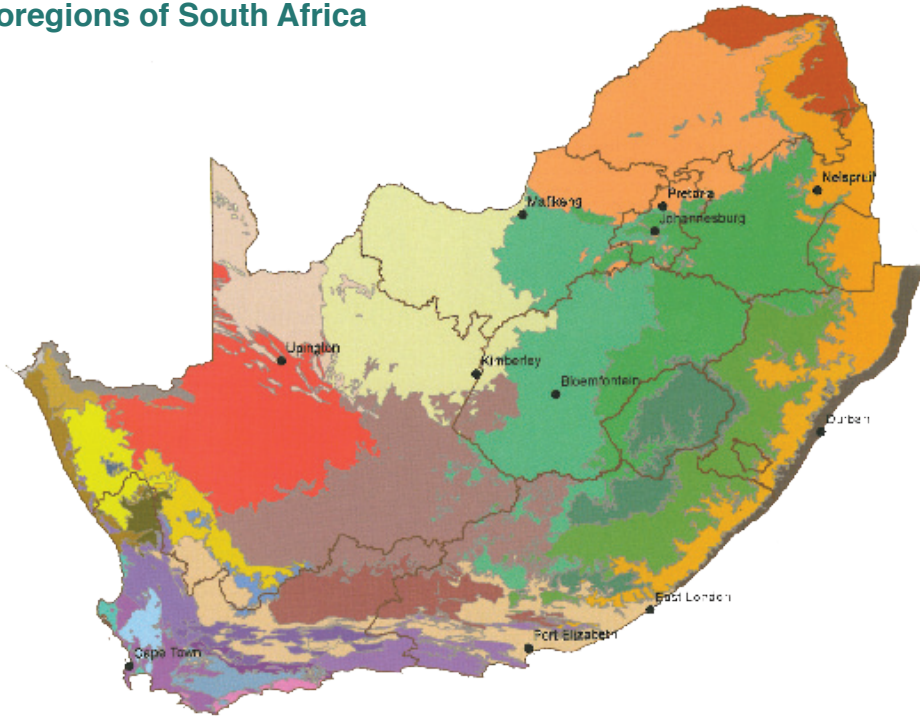 oregions of South Africa
Nelspruit
Pretoria
Mafikeng
Johannesburg
Upington
Kimberley
Bloemfontein
Durban
East London
Port Elizabeth
Cape Town